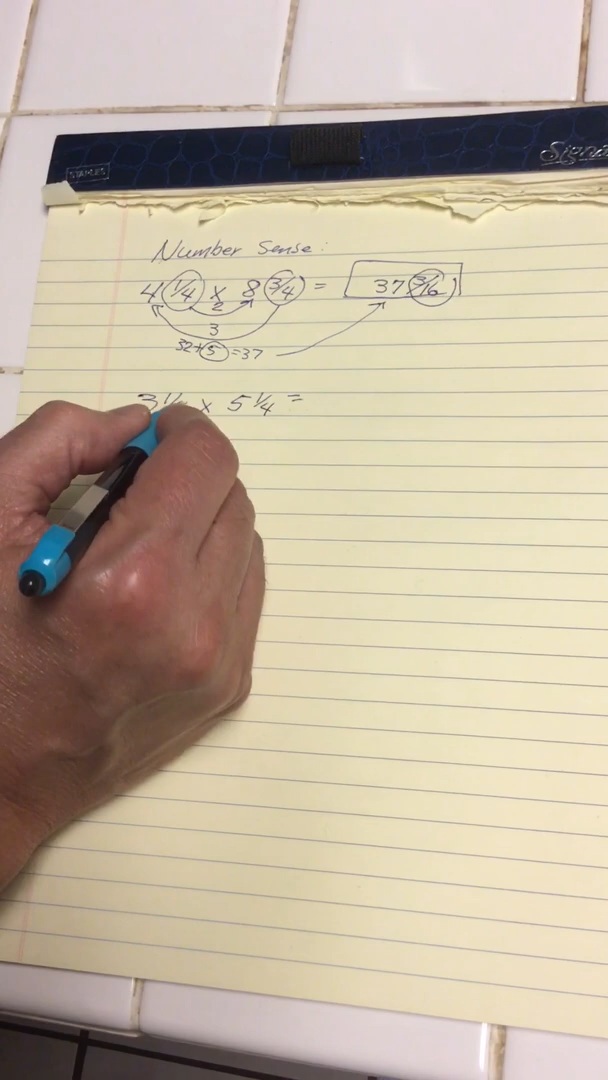 STAPLES
Number Sense:
4 1/4 x 8 3/4 = 37 3/16
2
3
32+5=37
x 5 1/4 =